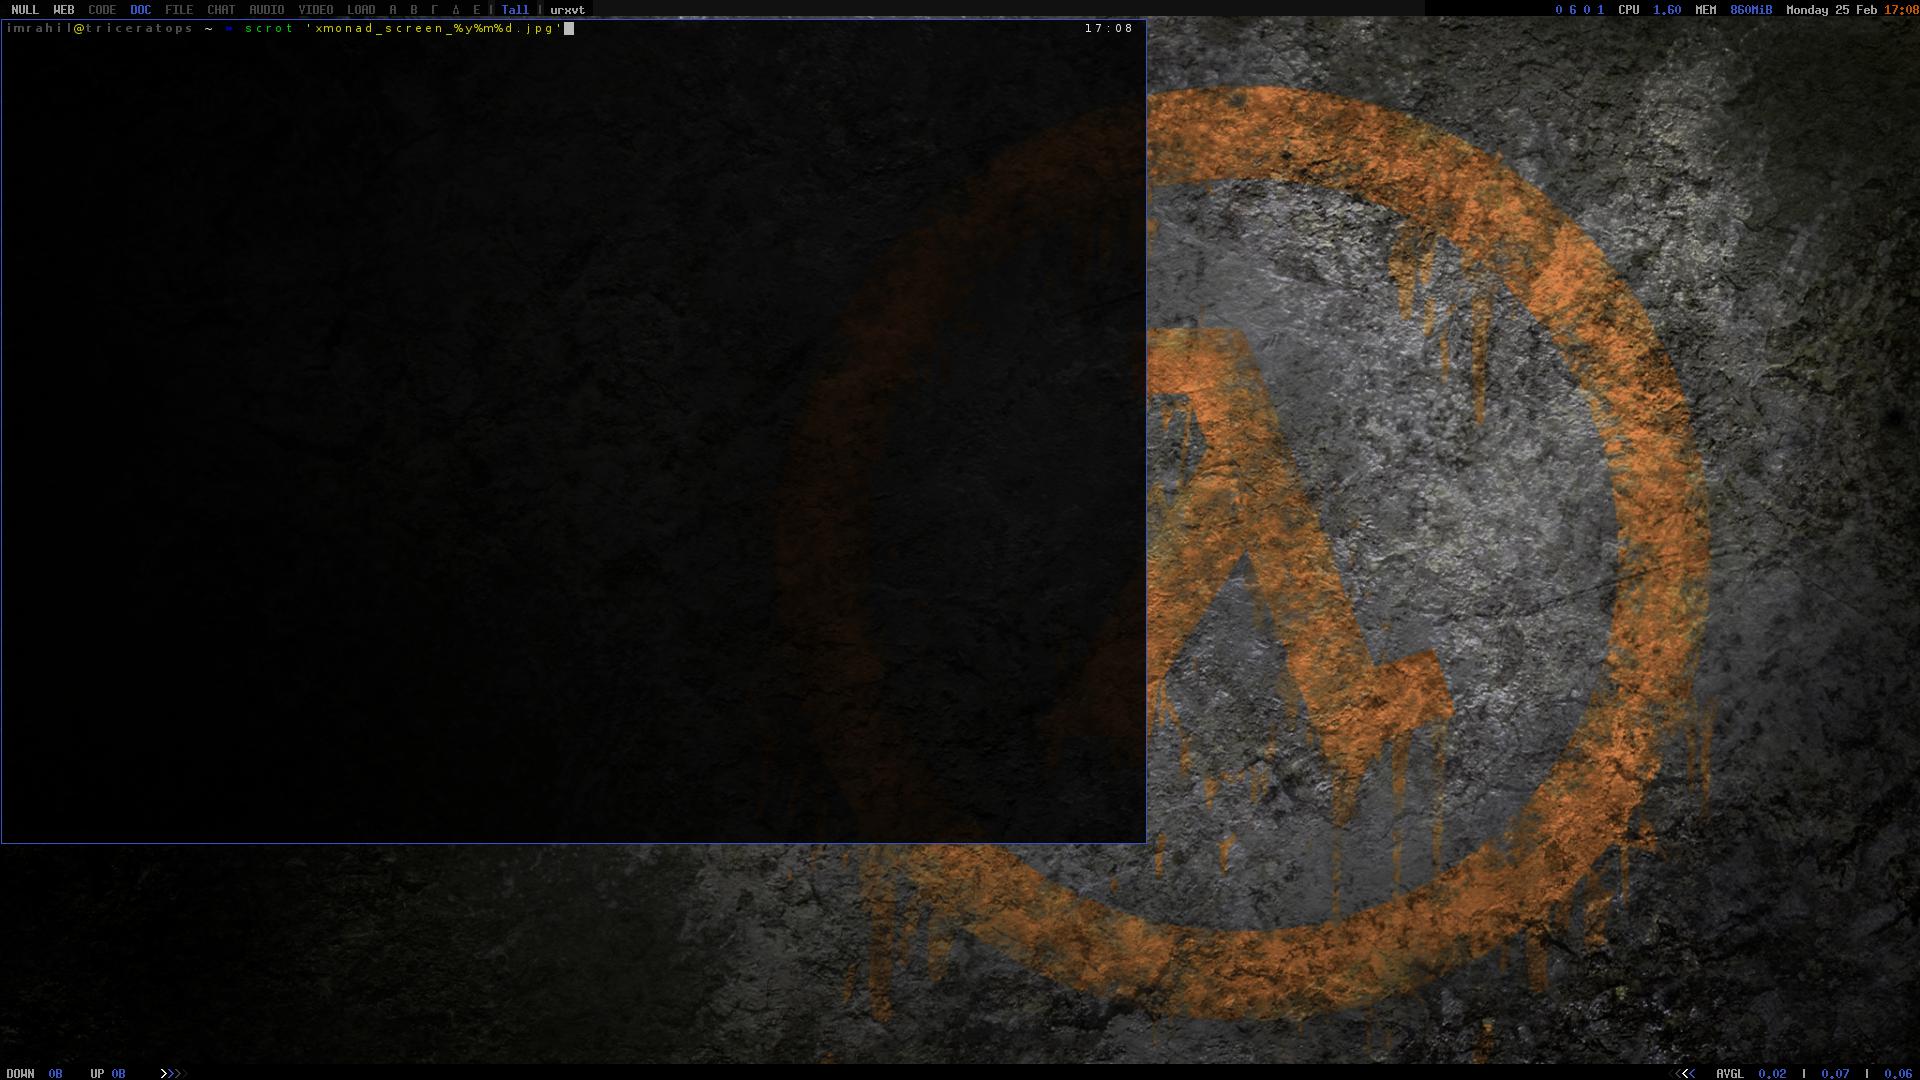 NULL WEB CODE DOC FILE CHAT AUDIO VIDEO LOAD Α Β Γ Δ Ε | Tall | urxvt 0 6 0 1 CPU 1.60 MEM 860MiB Monday 25 Feb 17:08
imrahil@triceratops ~ scrot 'xmonad_screen_%y%m%d.jpg' 17:08
DOWN 0B UP 0B >>>> <<<< AVGL 0.02 | 0.07 | 0.06